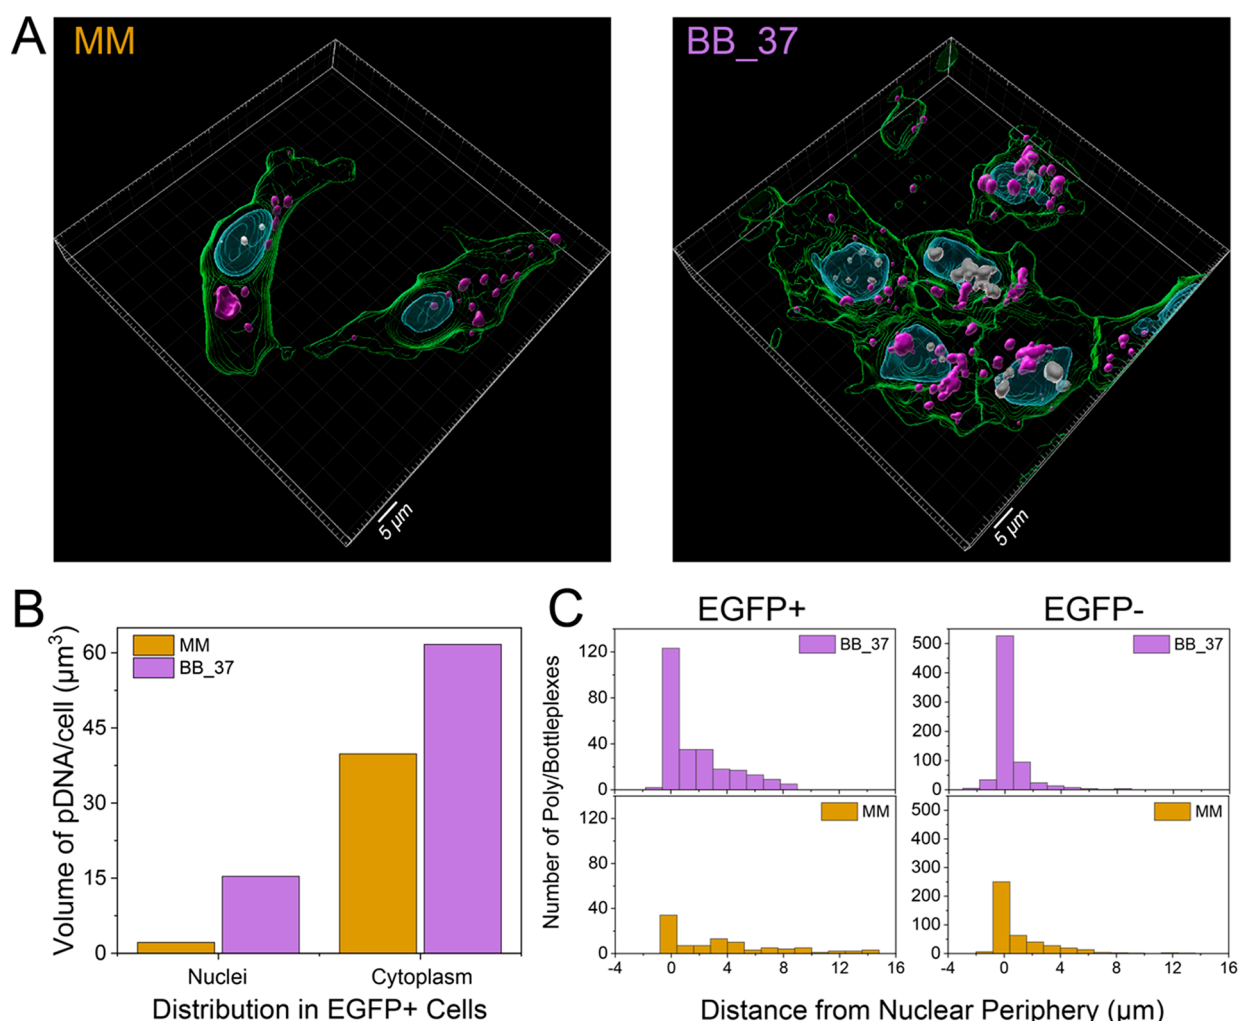 A
MM
5 µm
BB_37
5 µm
B
Volume of pDNA/cell (µm³)
60
45
30
15
0
MM
BB_37
Nuclei
Cytoplasm
Distribution in EGFP+ Cells
C
EGFP+
EGFP-
Number of Poly/Bottleplexes
120
80
40
0
BB_37
500
400
300
200
100
0
BB_37
120
80
40
0
MM
500
400
300
200
100
0
MM
-4 0 4 8 12 16
-4 0 4 8 12 16
Distance from Nuclear Periphery (µm)